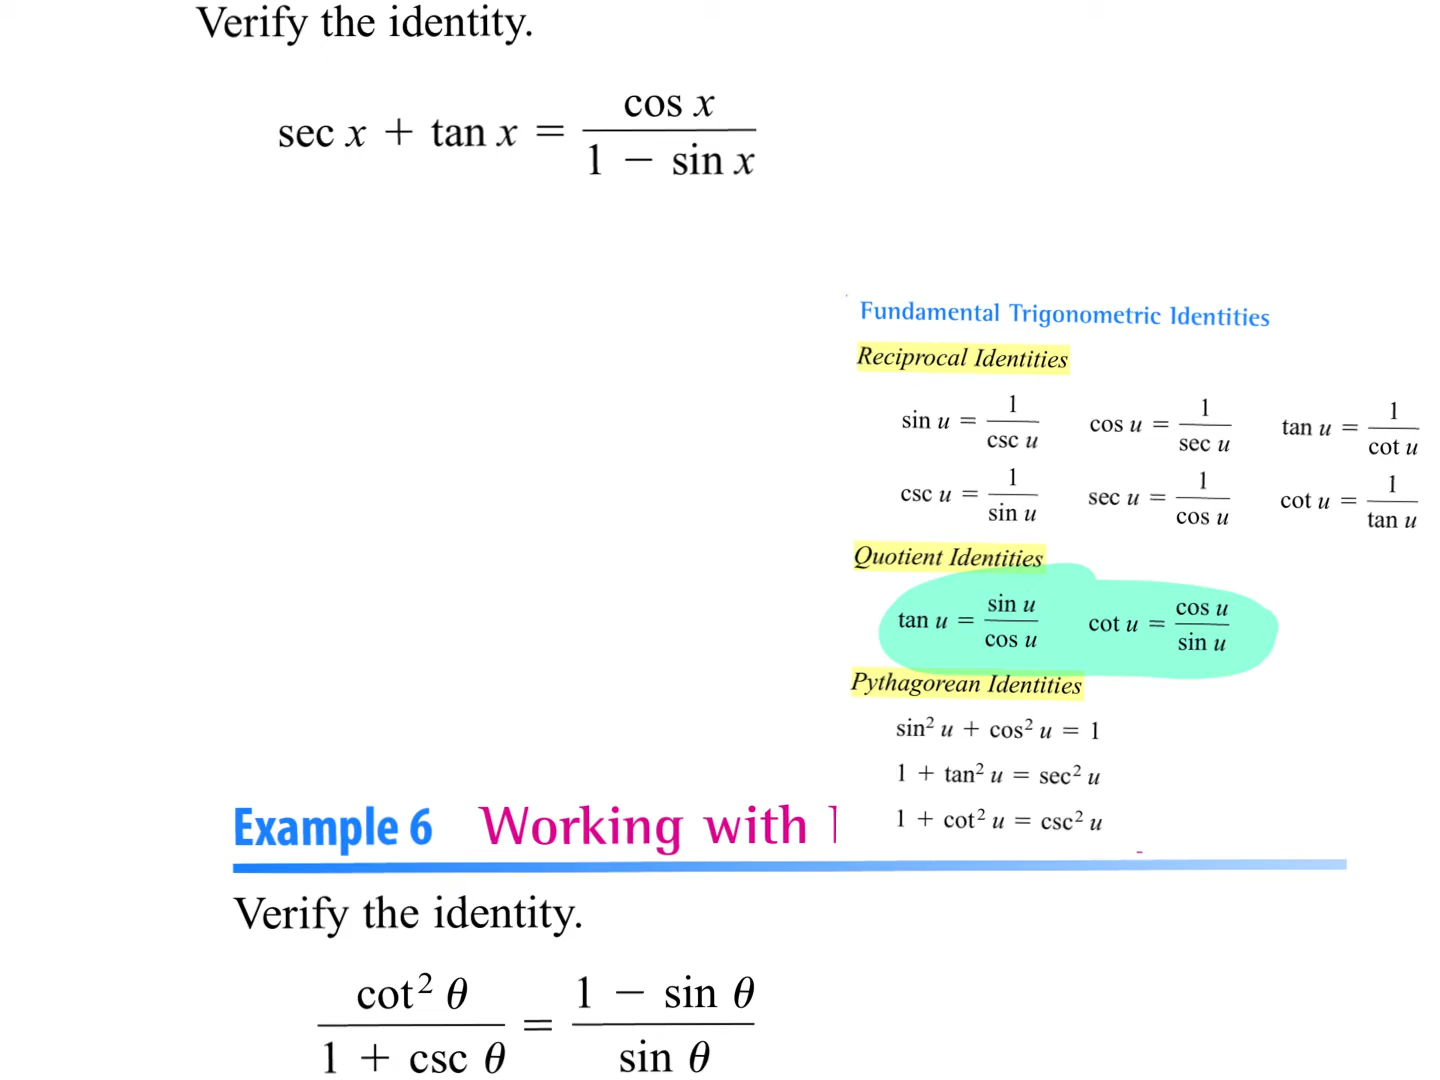 Verify the identity.
sec x + tan x = cos x / 1 − sin x
Fundamental Trigonometric Identities
Reciprocal Identities
sin u = 1 / csc u cos u = 1 / sec u tan u = 1 / cot u
csc u = 1 / sin u sec u = 1 / cos u cot u = 1 / tan u
Quotient Identities
tan u = sin u / cos u cot u = cos u / sin u
Pythagorean Identities
sin² u + cos² u = 1
1 + tan² u = sec² u
1 + cot² u = csc² u
Example 6 Working with
Verify the identity.
cot² θ / 1 + csc θ = 1 − sin θ / sin θ